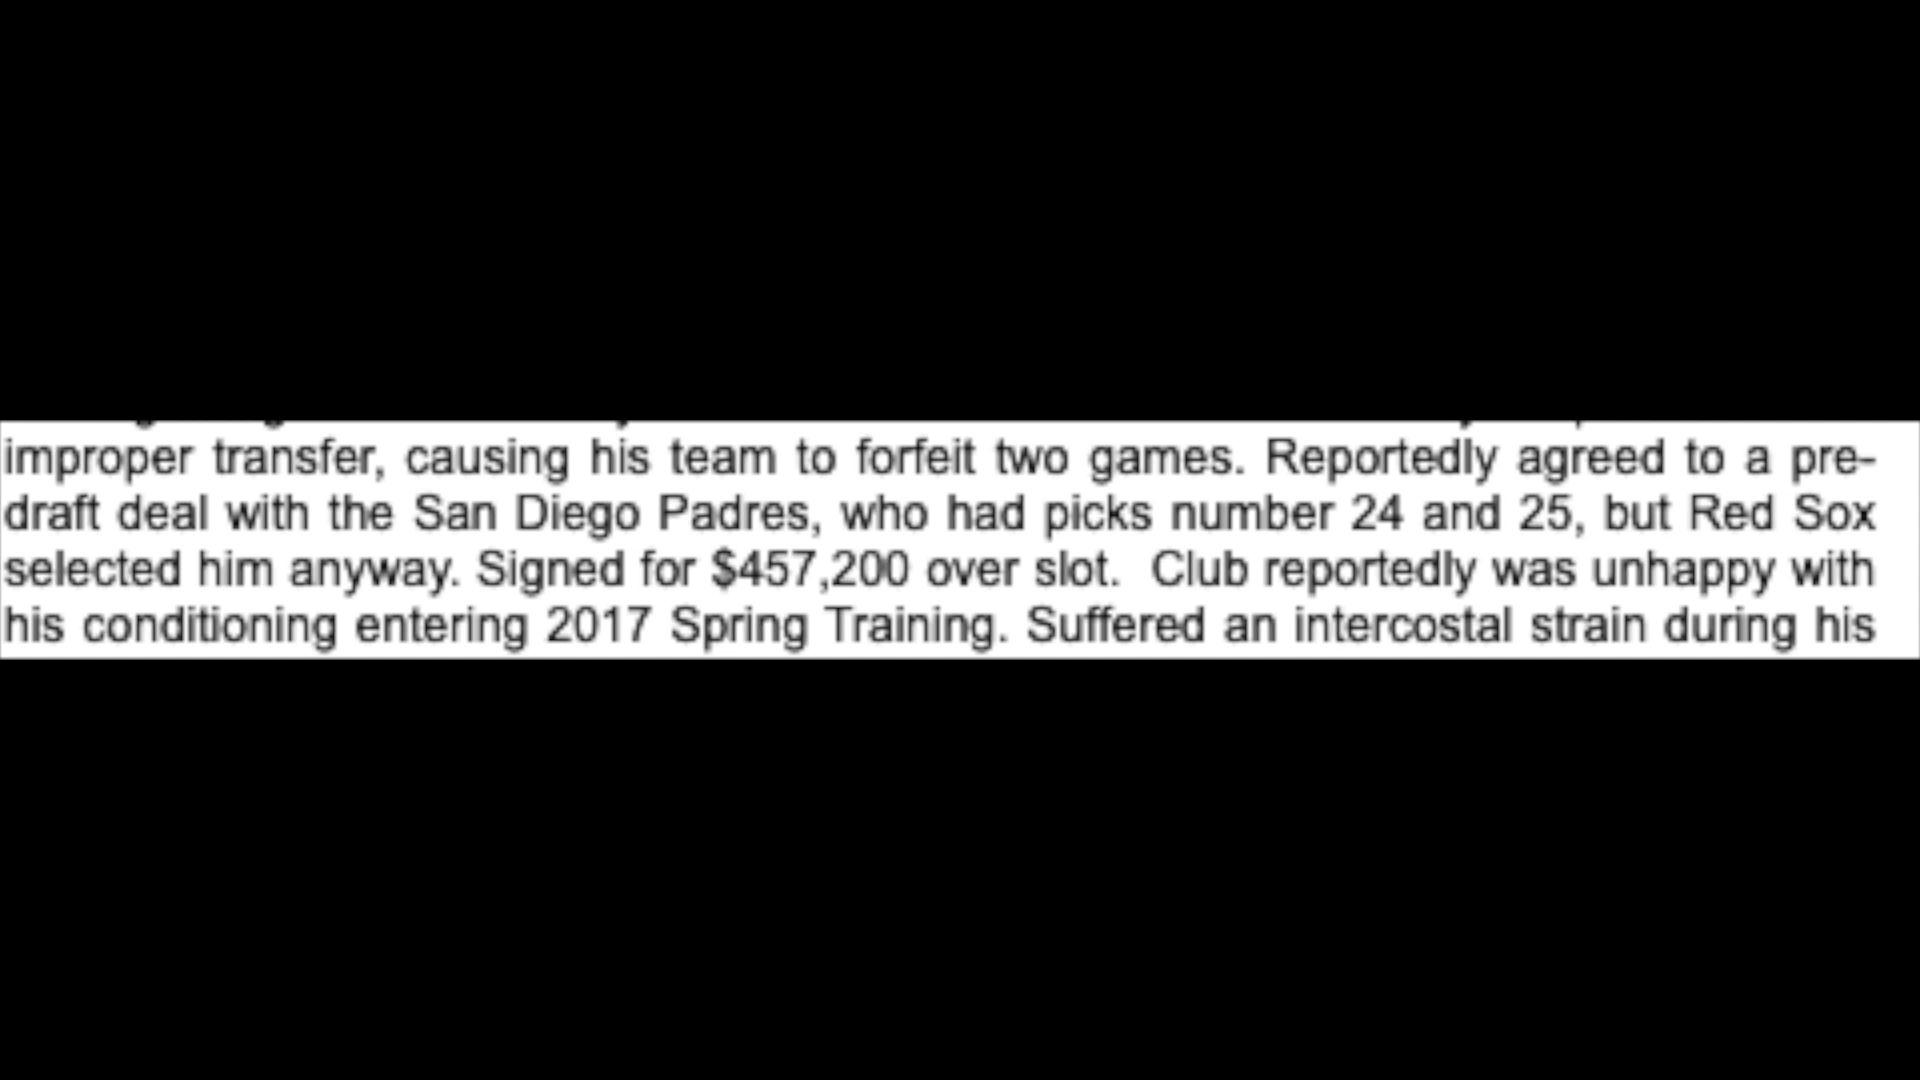 improper transfer, causing his team to forfeit two games. Reportedly agreed to a pre-
draft deal with the San Diego Padres, who had picks number 24 and 25, but Red Sox
selected him anyway. Signed for $457,200 over slot.  Club reportedly was unhappy with
his conditioning entering 2017 Spring Training. Suffered an intercostal strain during his